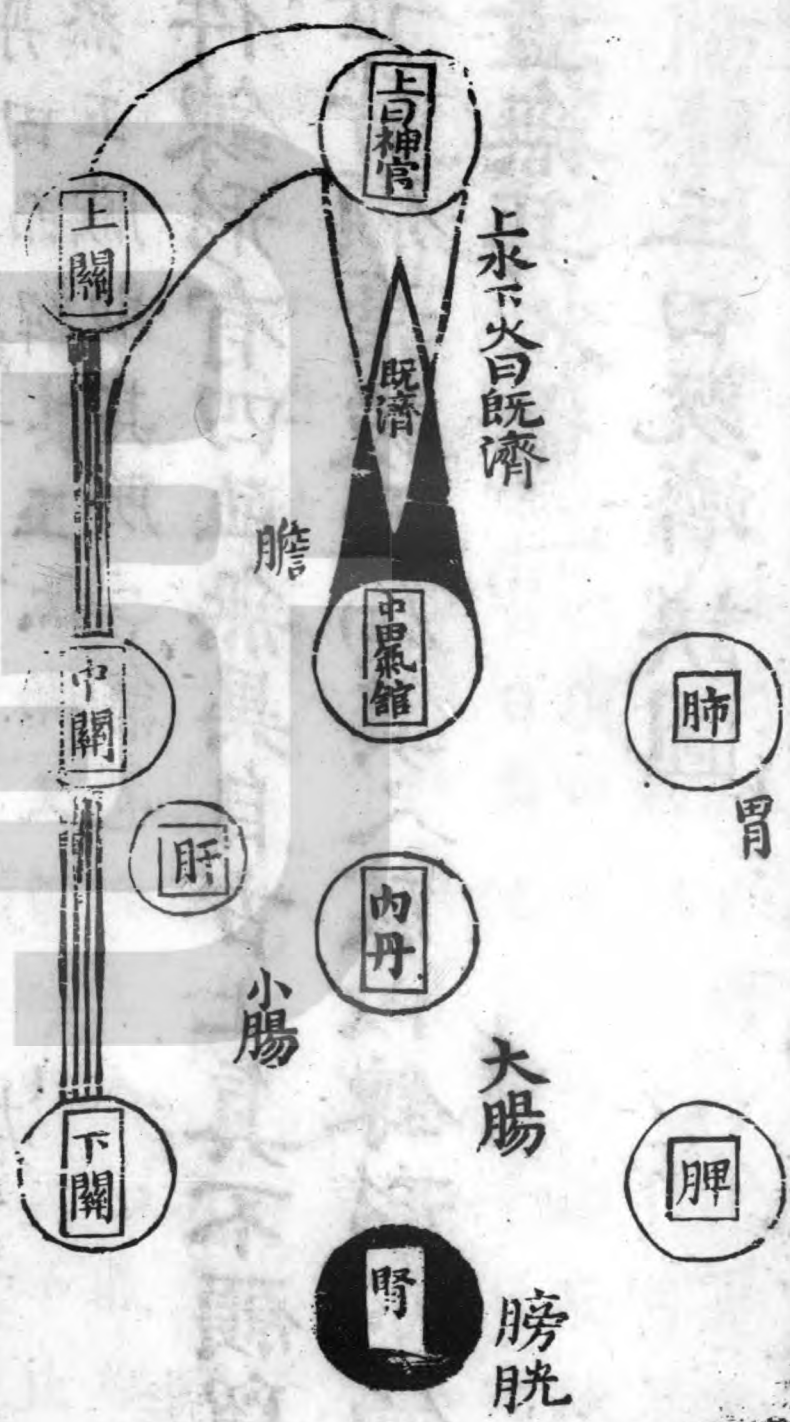 上曰神宮
上水下火曰既濟
上關
既濟
膽
中田氣館
肺
中關
胃
肝
內丹
小腸
大腸
下關
脾
腎
膀胱